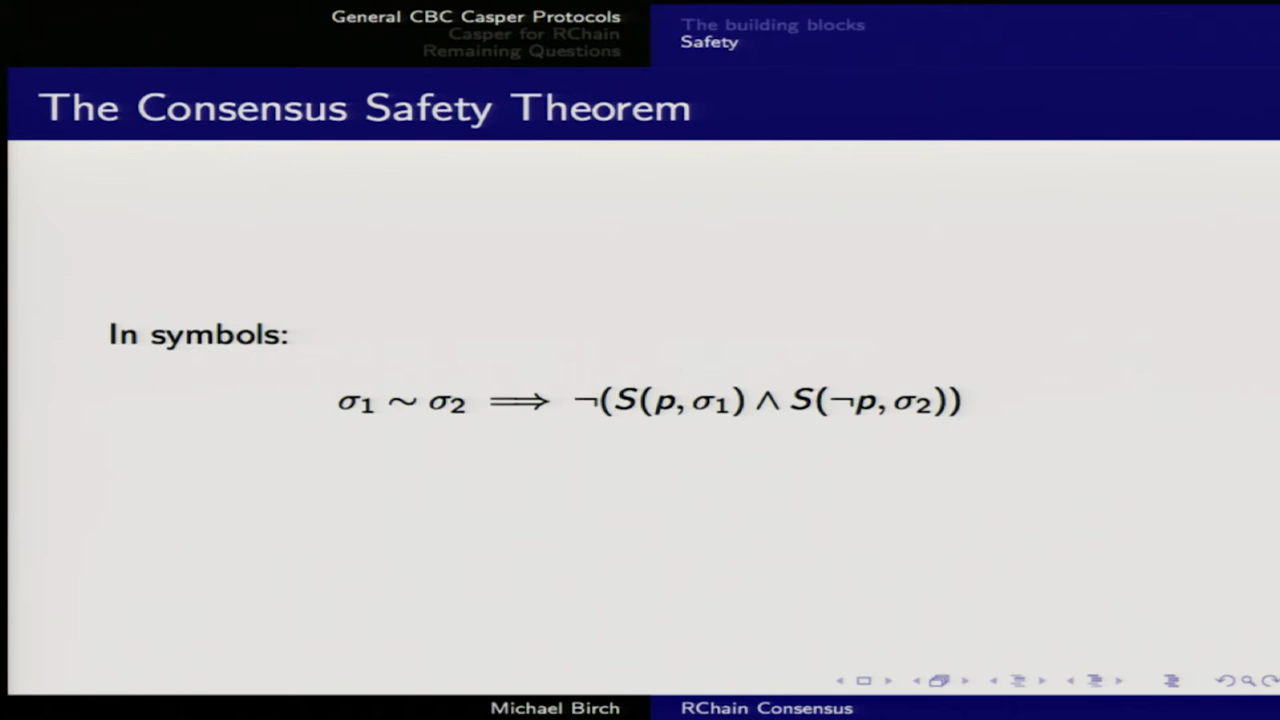 General CBC Casper Protocols
Casper for RChain
Remaining Questions
The building blocks
Safety
The Consensus Safety Theorem
In symbols:
σ₁ ∼ σ₂ ⟹ ¬(S(p, σ₁) ∧ S(¬p, σ₂))
Michael Birch
RChain Consensus